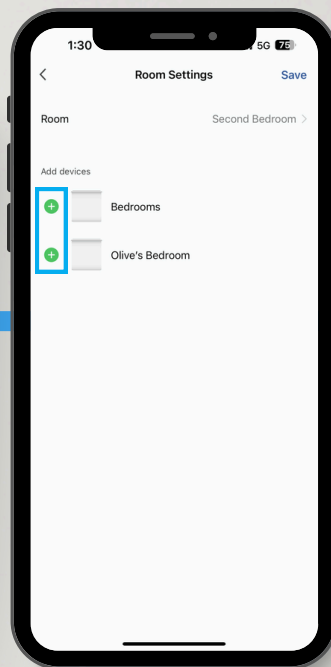 1:30
5G 75
Room Settings
Save
Room
Second Bedroom
Add devices
Bedrooms
Olive's Bedroom